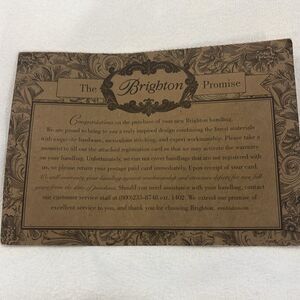 The Brighton Promise
Congratulations on the purchase of your new Brighton handbag.
We are proud to bring to you a truly inspired design combining the finest materials
with exquisite hardware, meticulous stitching, and expert workmanship. Please take a
moment to fill out the attached registration card so that we may activate the warranty
on your handbag. Unfortunately, we can not cover handbags that are not registered with
us, so please return your postage paid card immediately. Upon receipt of your card,
we will warranty your handbag against workmanship and structure defects for two full
years from the date of purchase. Should you need assistance with your handbag, contact
our customer service staff at (800)233-8746 ext. 1402. We extend our promise of
excellent service to you, and thank you for choosing Brighton.